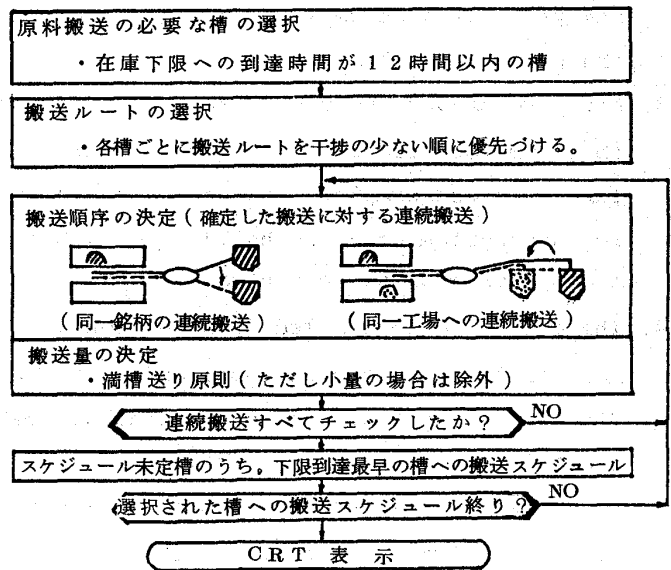 原料搬送の必要な槽の選択
・在庫下限への到達時間が12時間以内の槽
搬送ルートの選択
・各槽ごとに搬送ルートを干捗の少ない順に優先づける。
搬送順序の決定(確定した搬送に対する連続搬送)
(同一銘柄の連続搬送)
(同一工場への連続搬送)
搬送量の決定
・満槽送り原則(ただし小量の場合は除外)
連続搬送すべてチェックしたか?
NO
スケジュール未定槽のうち。下限到達最早の槽への搬送スケジュール
選択された槽への搬送スケジュール終り?
NO
CRT 表示